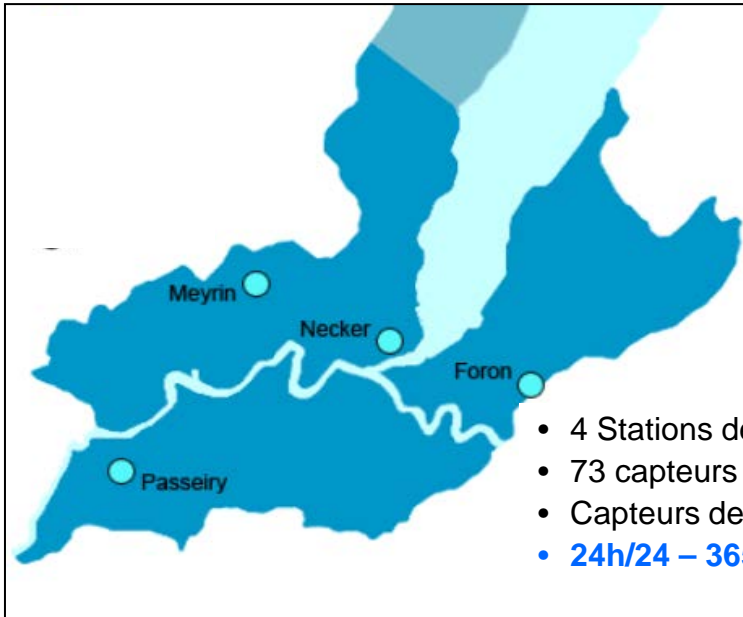 Meyrin
Necker
Foron
Passeiry
• 4 Stations de
• 73 capteurs
• Capteurs de
• 24h/24 – 36